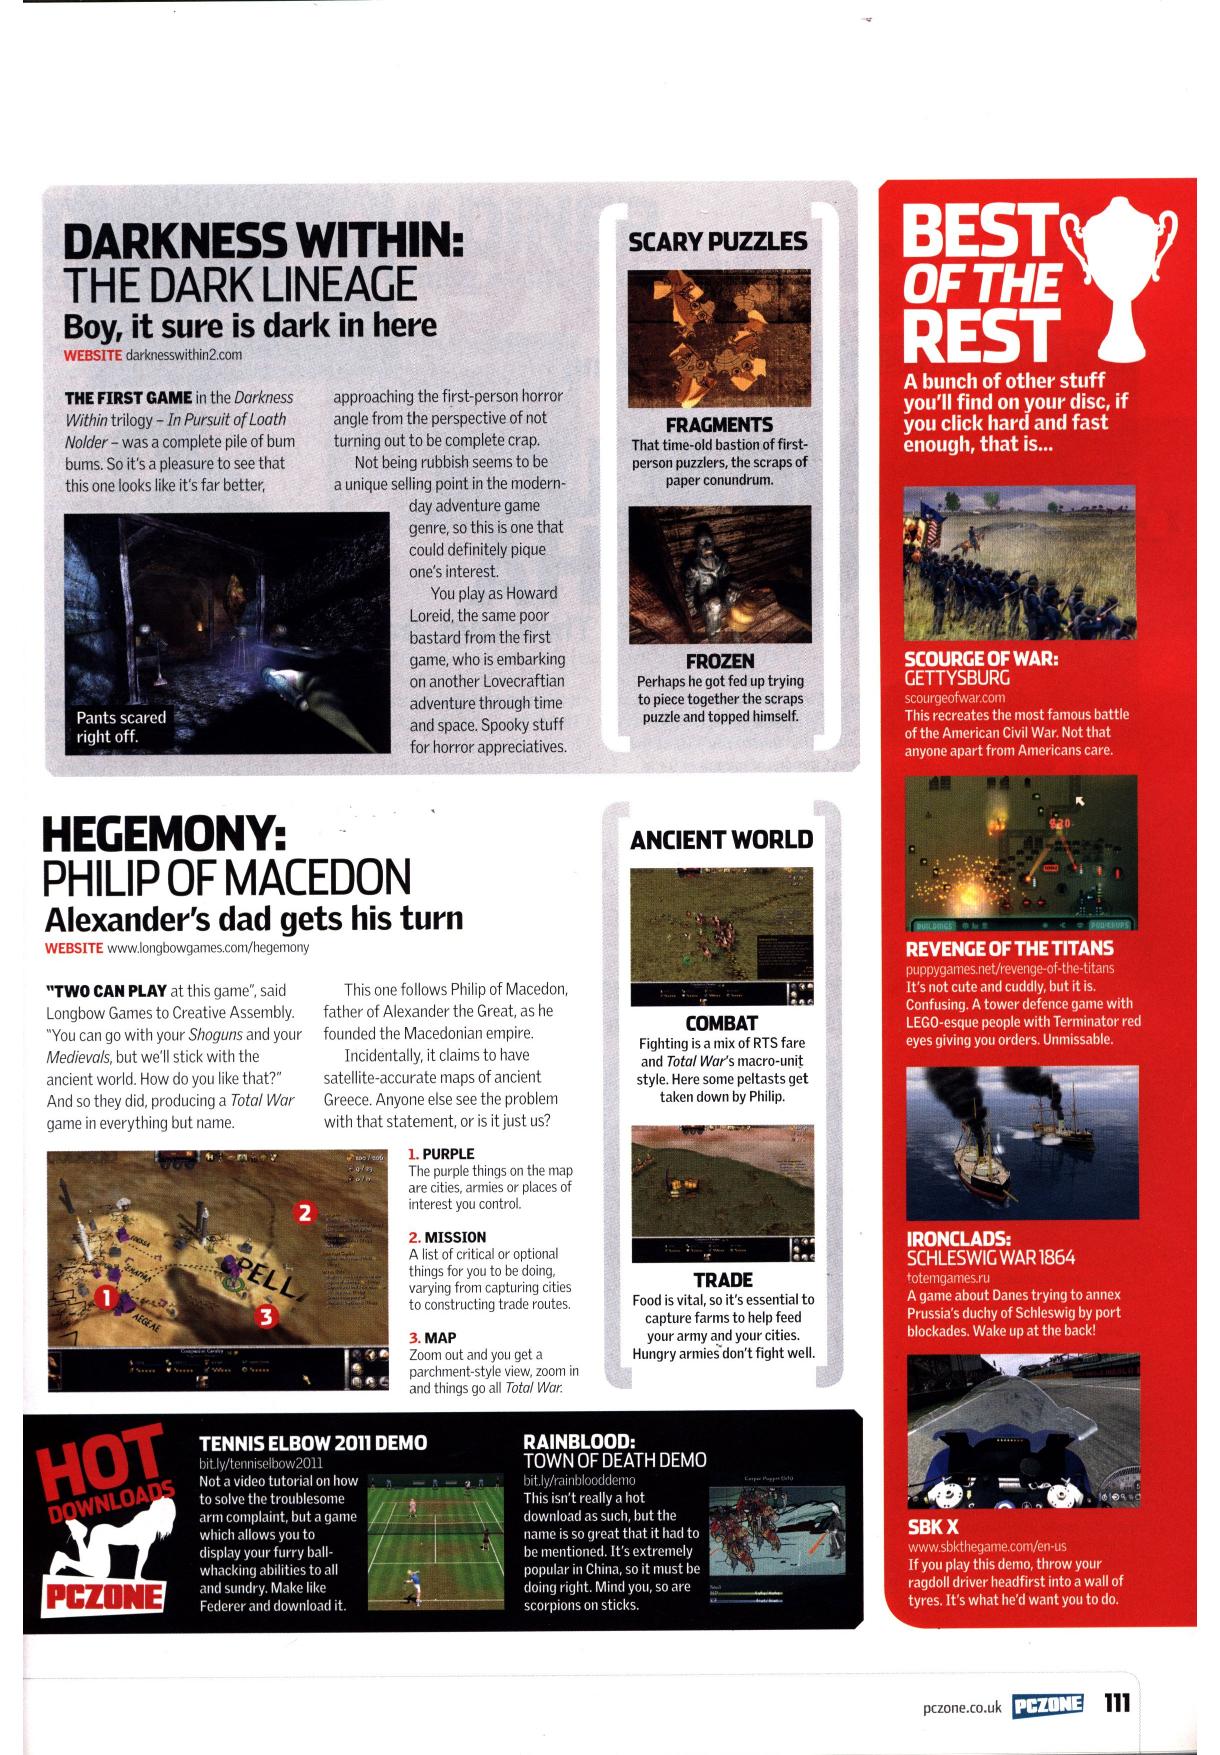 DARKNESS WITHIN:
THE DARK LINEAGE
Boy, it sure is dark in here
WEBSITE darknesswithin2.com
THE FIRST GAME in the Darkness
Within trilogy – In Pursuit of Loath
Nolder – was a complete pile of bum
bums. So it's a pleasure to see that
this one looks like it's far better,
approaching the first-person horror
angle from the perspective of not
turning out to be complete crap.
Not being rubbish seems to be
a unique selling point in the modern-
day adventure game
genre, so this is one that
could definitely pique
one's interest.
You play as Howard
Loreid, the same poor
bastard from the first
game, who is embarking
on another Lovecraftian
adventure through time
and space. Spooky stuff
for horror appreciatives.
Pants scared
right off.
SCARY PUZZLES
FRAGMENTS
That time-old bastion of first-
person puzzlers, the scraps of
paper conundrum.
FROZEN
Perhaps he got fed up trying
to piece together the scraps
puzzle and topped himself.
HEGEMONY:
PHILIP OF MACEDON
Alexander's dad gets his turn
WEBSITE www.longbowgames.com/hegemony
"TWO CAN PLAY at this game", said
Longbow Games to Creative Assembly.
"You can go with your Shoguns and your
Medievals, but we'll stick with the
ancient world. How do you like that?"
And so they did, producing a Total War
game in everything but name.
This one follows Philip of Macedon,
father of Alexander the Great, as he
founded the Macedonian empire.
Incidentally, it claims to have
satellite-accurate maps of ancient
Greece. Anyone else see the problem
with that statement, or is it just us?
EDESSA
AEGEAE
PELL
1
2
3
1. PURPLE
The purple things on the map
are cities, armies or places of
interest you control.
2. MISSION
A list of critical or optional
things for you to be doing,
varying from capturing cities
to constructing trade routes.
3. MAP
Zoom out and you get a
parchment-style view, zoom in
and things go all Total War.
ANCIENT WORLD
COMBAT
Fighting is a mix of RTS fare
and Total War's macro-unit
style. Here some peltasts get
taken down by Philip.
TRADE
Food is vital, so it's essential to
capture farms to help feed
your army and your cities.
Hungry armies don't fight well.
HOT
DOWNLOADS
PCZONE
TENNIS ELBOW 2011 DEMO
bit.ly/tenniselbow2011
Not a video tutorial on how
to solve the troublesome
arm complaint, but a game
which allows you to
display your furry ball-
whacking abilities to all
and sundry. Make like
Federer and download it.
RAINBLOOD:
TOWN OF DEATH DEMO
bit.ly/rainblooddemo
This isn't really a hot
download as such, but the
name is so great that it had to
be mentioned. It's extremely
popular in China, so it must be
doing right. Mind you, so are
scorpions on sticks.
BEST
OF THE
REST
A bunch of other stuff
you'll find on your disc, if
you click hard and fast
enough, that is...
SCOURGE OF WAR:
GETTYSBURG
scourgeofwar.com
This recreates the most famous battle
of the American Civil War. Not that
anyone apart from Americans care.
BUILDINGS
POWERUPS
REVENGE OF THE TITANS
puppygames.net/revenge-of-the-titans
It's not cute and cuddly, but it is.
Confusing. A tower defence game with
LEGO-esque people with Terminator red
eyes giving you orders. Unmissable.
IRONCLADS:
SCHLESWIG WAR 1864
totemgames.ru
A game about Danes trying to annex
Prussia's duchy of Schleswig by port
blockades. Wake up at the back!
SBK X
www.sbkthegame.com/en-us
If you play this demo, throw your
ragdoll driver headfirst into a wall of
tyres. It's what he'd want you to do.
pczone.co.uk PCZONE 111